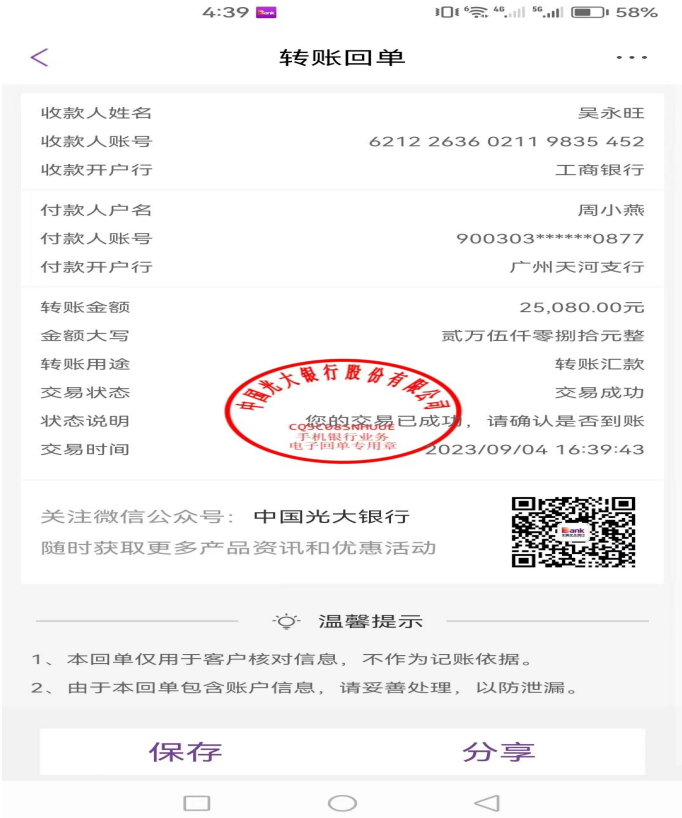 4:39 6 4G 5G 58%
转账回单
收款人姓名 吴永旺
收款人账号 6212 2636 0211 9835 452
收款开户行 工商银行
付款人户名 周小燕
付款人账号 900303******0877
付款开户行 广州天河支行
转账金额 25,080.00元
金额大写 贰万伍仟零捌拾元整
转账用途 转账汇款
交易状态 交易成功
状态说明 您的交易已成功，请确认是否到账
交易时间 2023/09/04 16:39:43
中国光大银行股份有限公司
手机银行业务
电子回单专用章
关注微信公众号：中国光大银行
随时获取更多产品资讯和优惠活动
Bank
温馨提示
1、本回单仅用于客户核对信息，不作为记账依据。
2、由于本回单包含账户信息，请妥善处理，以防泄漏。
保存 分享